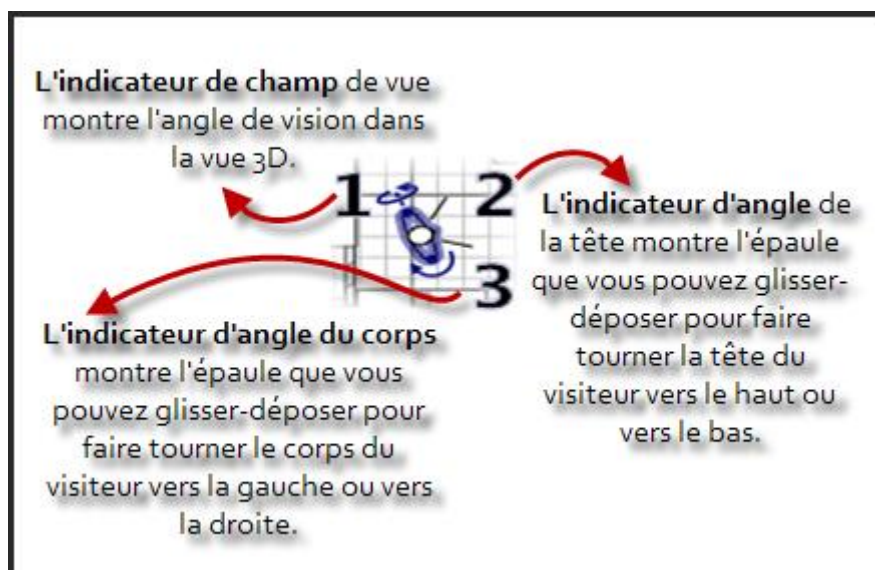 L'indicateur de champ de vue
montre l'angle de vision dans
la vue 3D.
1
2
3
L'indicateur d'angle de
la tête montre l'épaule
que vous pouvez glisser-
déposer pour faire
tourner la tête du
visiteur vers le haut ou
vers le bas.
L'indicateur d'angle du corps
montre l'épaule que vous
pouvez glisser-déposer pour
faire tourner le corps du
visiteur vers la gauche ou vers
la droite.